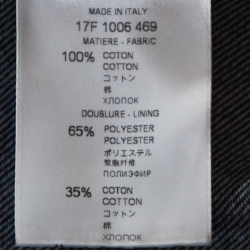 MADE IN ITALY
17F 1006 469
MATIERE - FABRIC
100% COTON
COTTON
コットン
棉
ХЛОПОК
DOUBLURE - LINING
65% POLYESTER
POLYESTER
ポリエステル
聚酯纤维
ПОЛИЭФИР
35% COTON
COTTON
コットン
棉
ХЛОПОК